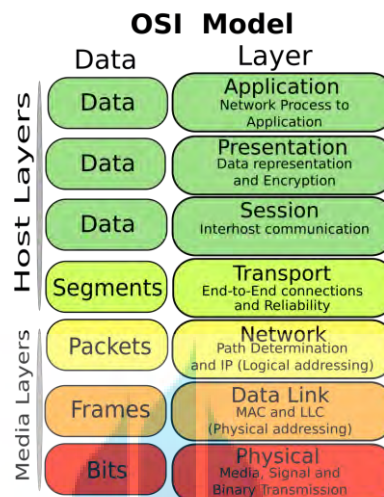 OSI Model
Data Layer
Host Layers
Data
Application
Network Process to
Application
Data
Presentation
Data representation
and Encryption
Data
Session
Interhost communication
Segments
Transport
End-to-End connections
and Reliability
Media Layers
Packets
Network
Path Determination
and IP (Logical addressing)
Frames
Data Link
MAC and LLC
(Physical addressing)
Bits
Physical
Media, Signal and
Binary Transmission